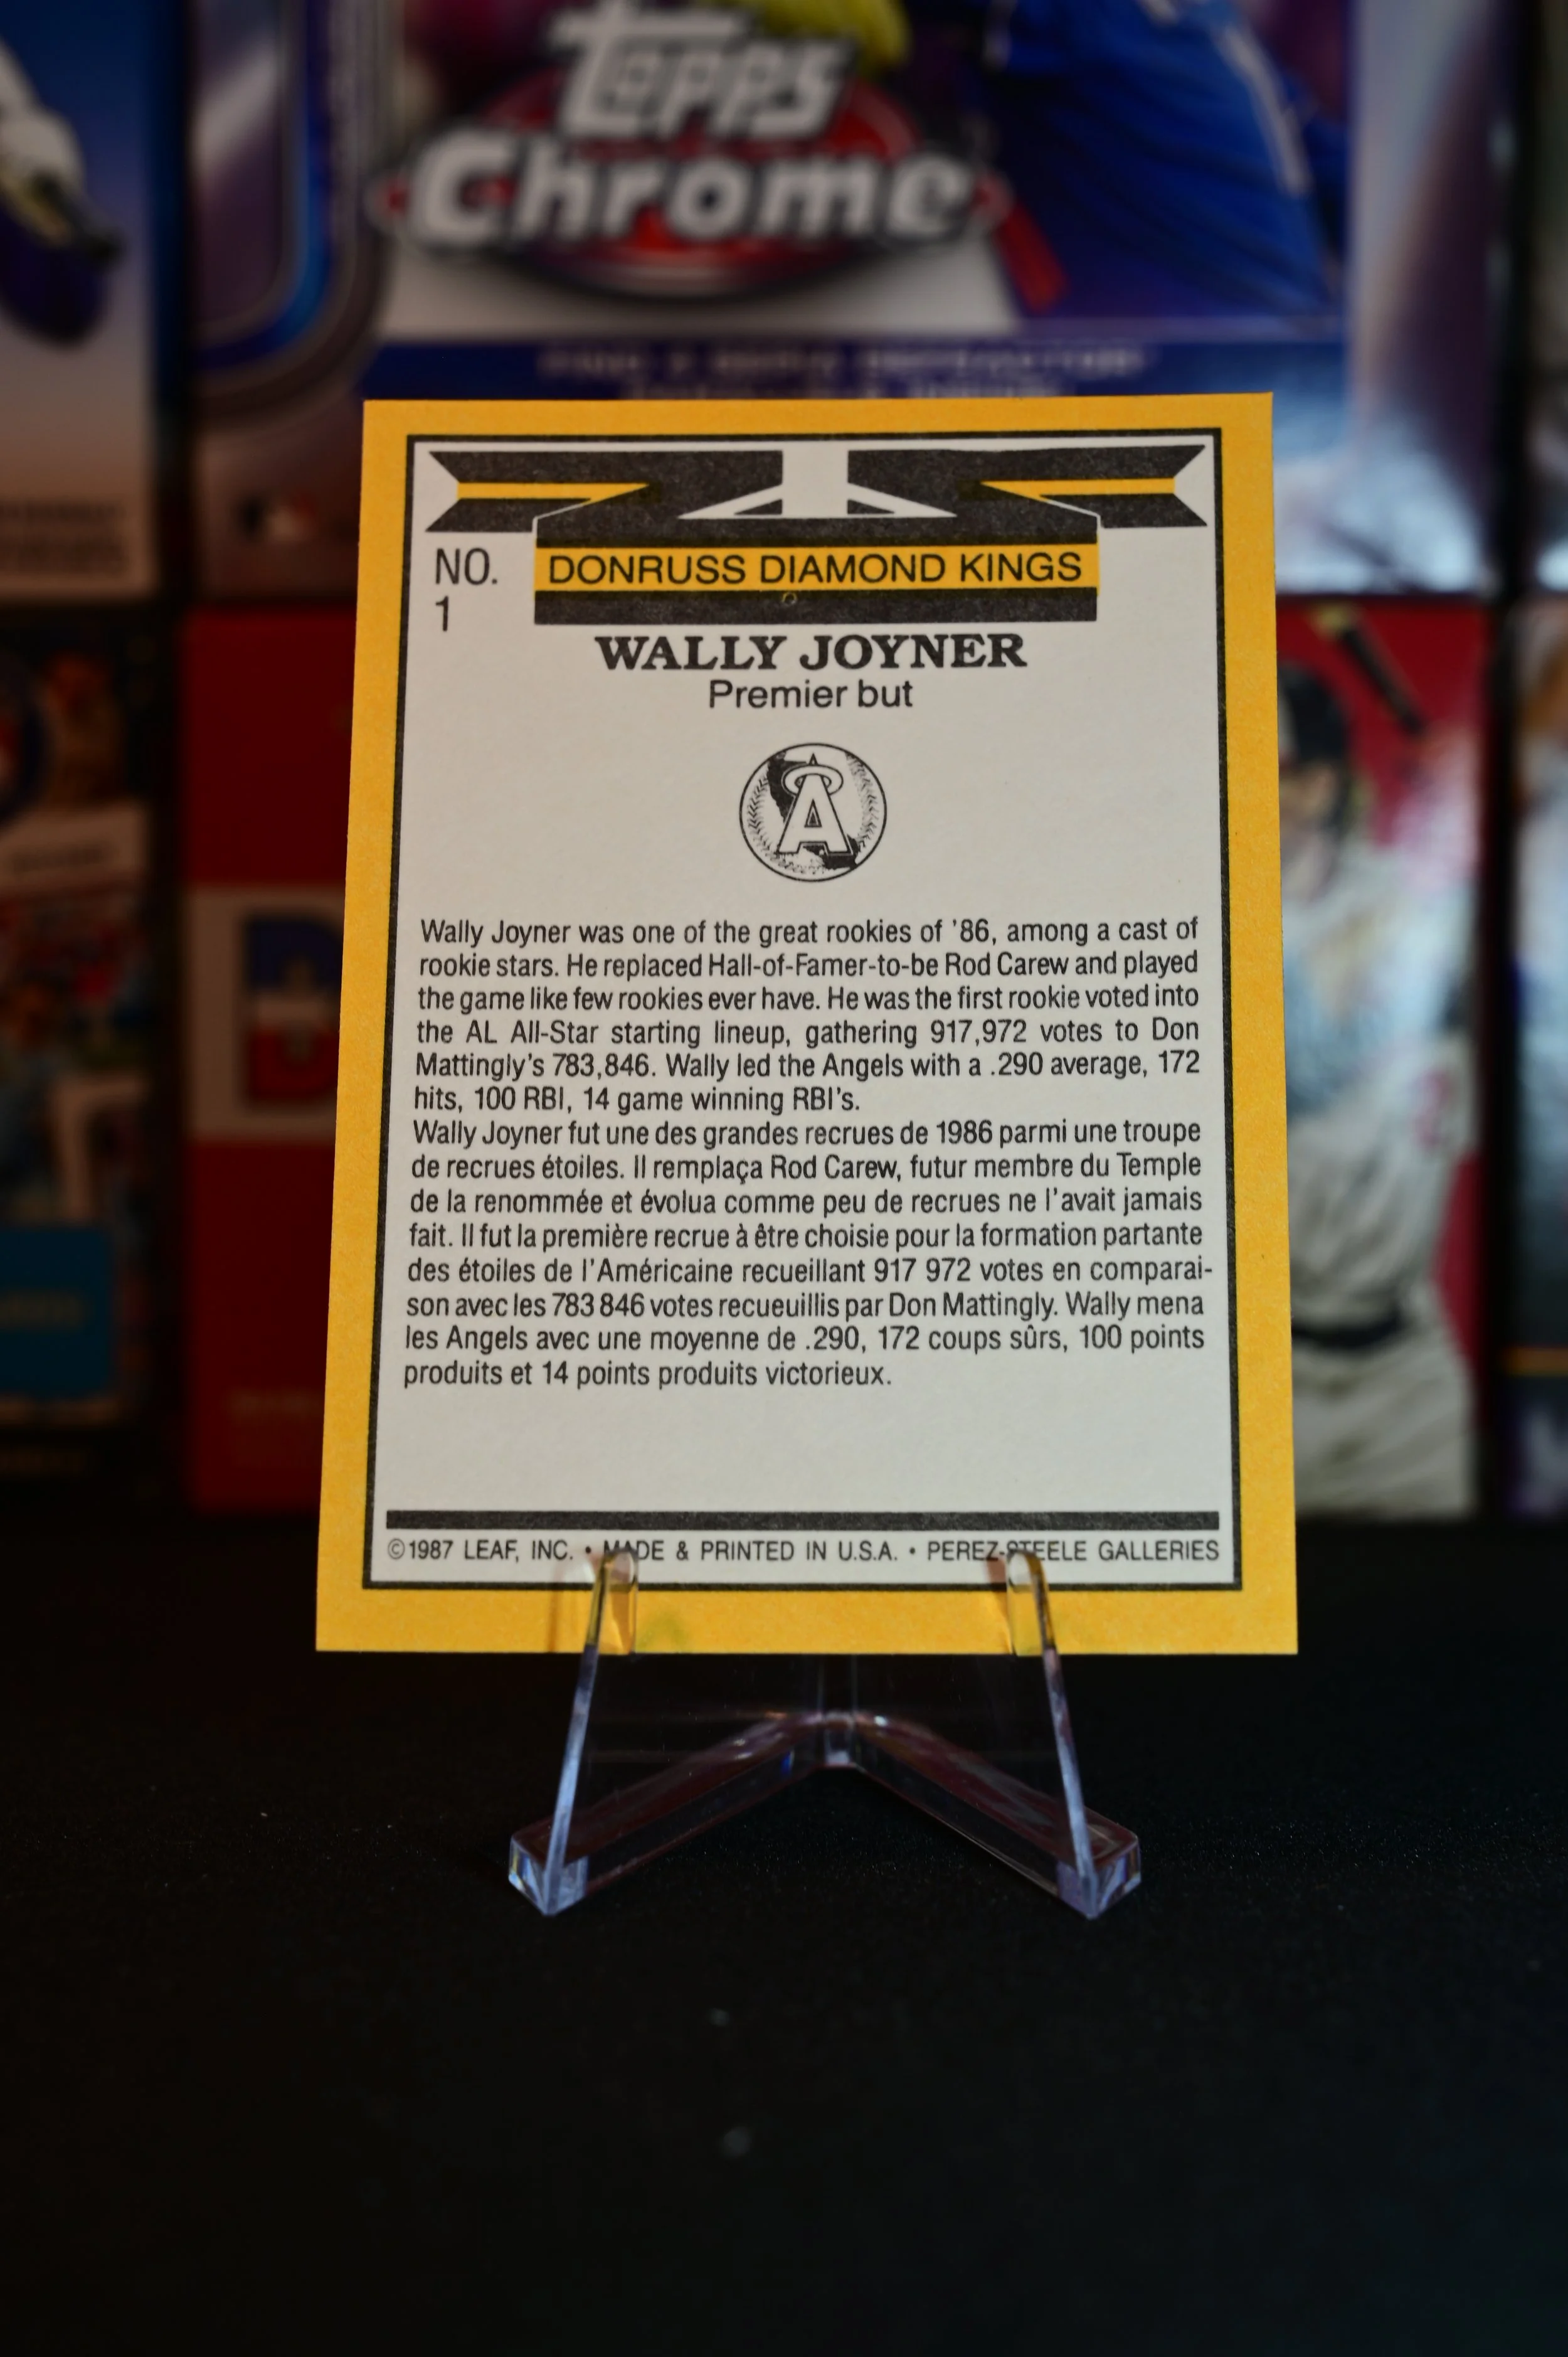 Topps
Chrome
NO.
1
DONRUSS DIAMOND KINGS
WALLY JOYNER
Premier but
A
Wally Joyner was one of the great rookies of '86, among a cast of
rookie stars. He replaced Hall-of-Famer-to-be Rod Carew and played
the game like few rookies ever have. He was the first rookie voted into
the AL All-Star starting lineup, gathering 917,972 votes to Don
Mattingly's 783,846. Wally led the Angels with a .290 average, 172
hits, 100 RBI, 14 game winning RBI's.
Wally Joyner fut une des grandes recrues de 1986 parmi une troupe
de recrues étoiles. Il remplaça Rod Carew, futur membre du Temple
de la renommée et évolua comme peu de recrues ne l'avait jamais
fait. Il fut la première recrue à être choisie pour la formation partante
des étoiles de l'Américaine recueillant 917 972 votes en comparai-
son avec les 783 846 votes recueuillis par Don Mattingly. Wally mena
les Angels avec une moyenne de .290, 172 coups sûrs, 100 points
produits et 14 points produits victorieux.
©1987 LEAF, INC. • MADE & PRINTED IN U.S.A. • PEREZ-STEELE GALLERIES